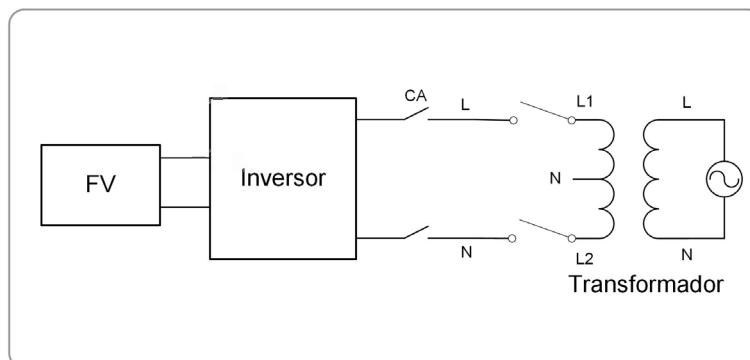 FV
Inversor
CA
L
N
L1
N
L2
L
N
Transformador